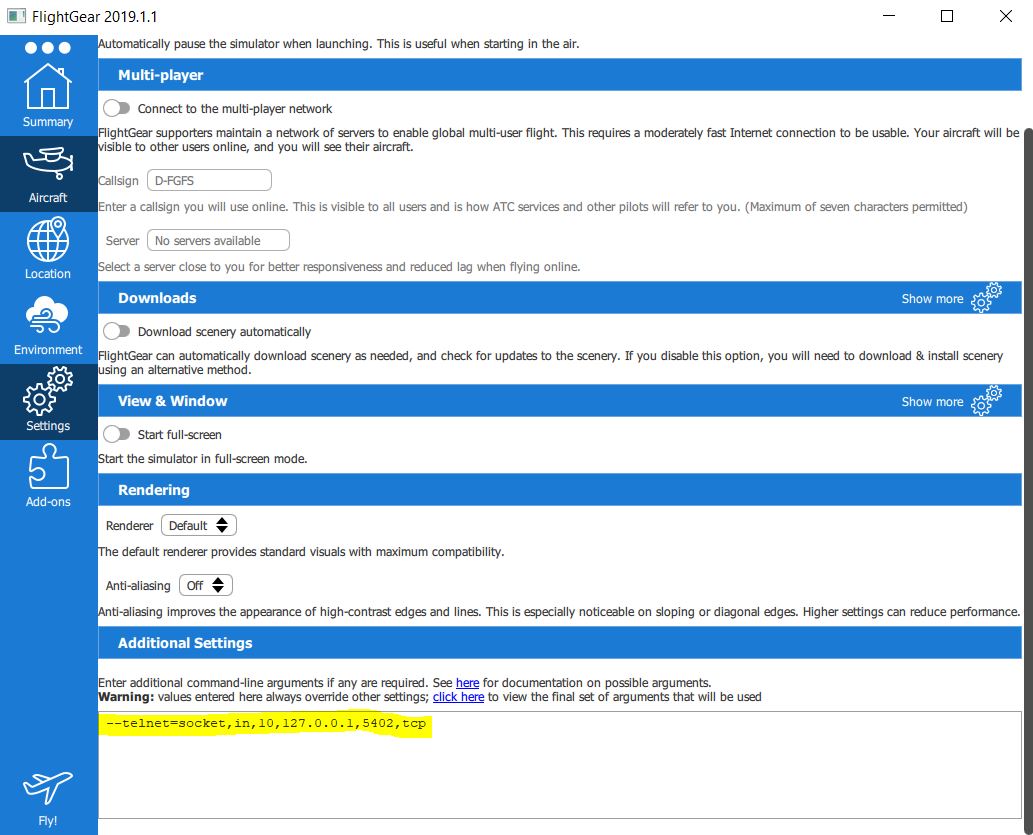 FlightGear 2019.1.1
Summary
Aircraft
Location
Environment
Settings
Add-ons
Fly!
Automatically pause the simulator when launching. This is useful when starting in the air.
Multi-player
Connect to the multi-player network
FlightGear supporters maintain a network of servers to enable global multi-user flight. This requires a moderately fast Internet connection to be usable. Your aircraft will be
visible to other users online, and you will see their aircraft.
Callsign D-FGFS
Enter a callsign you will use online. This is visible to all users and is how ATC services and other pilots will refer to you. (Maximum of seven characters permitted)
Server No servers available
Select a server close to you for better responsiveness and reduced lag when flying online.
Downloads Show more
Download scenery automatically
FlightGear can automatically download scenery as needed, and check for updates to the scenery. If you disable this option, you will need to download & install scenery
using an alternative method.
View & Window Show more
Start full-screen
Start the simulator in full-screen mode.
Rendering
Renderer Default
The default renderer provides standard visuals with maximum compatibility.
Anti-aliasing Off
Anti-aliasing improves the appearance of high-contrast edges and lines. This is especially noticeable on sloping or diagonal edges. Higher settings can reduce performance.
Additional Settings
Enter additional command-line arguments if any are required. See here for documentation on possible arguments.
Warning: values entered here always override other settings; click here to view the final set of arguments that will be used
--telnet=socket,in,10,127.0.0.1,5402,tcp